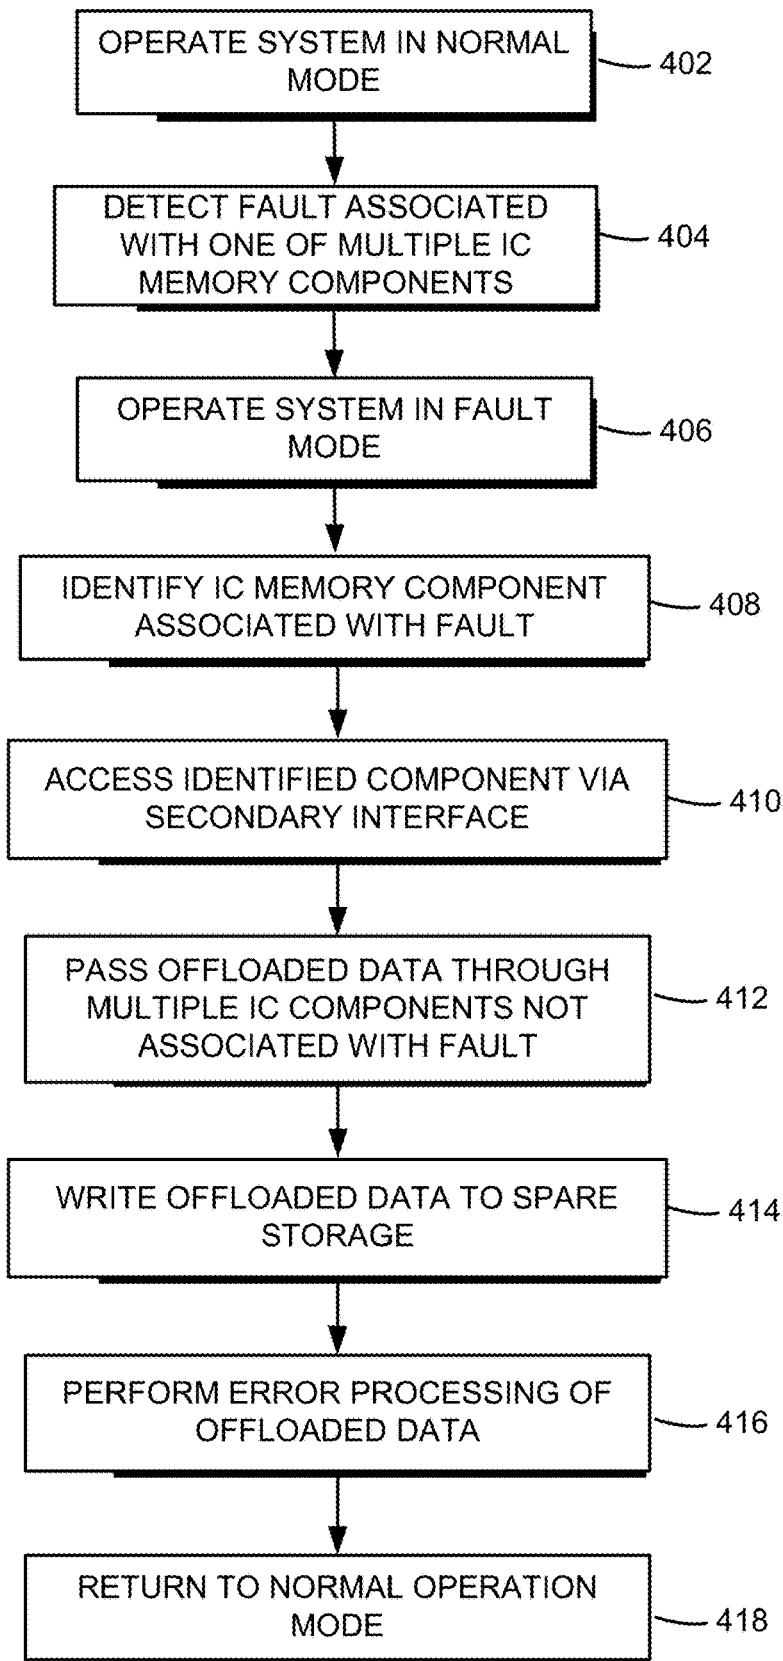 OPERATE SYSTEM IN NORMAL
MODE
402
DETECT FAULT ASSOCIATED
WITH ONE OF MULTIPLE IC
MEMORY COMPONENTS
404
OPERATE SYSTEM IN FAULT
MODE
406
IDENTIFY IC MEMORY COMPONENT
ASSOCIATED WITH FAULT
408
ACCESS IDENTIFIED COMPONENT VIA
SECONDARY INTERFACE
410
PASS OFFLOADED DATA THROUGH
MULTIPLE IC COMPONENTS NOT
ASSOCIATED WITH FAULT
412
WRITE OFFLOADED DATA TO SPARE
STORAGE
414
PERFORM ERROR PROCESSING OF
OFFLOADED DATA
416
RETURN TO NORMAL OPERATION
MODE
418